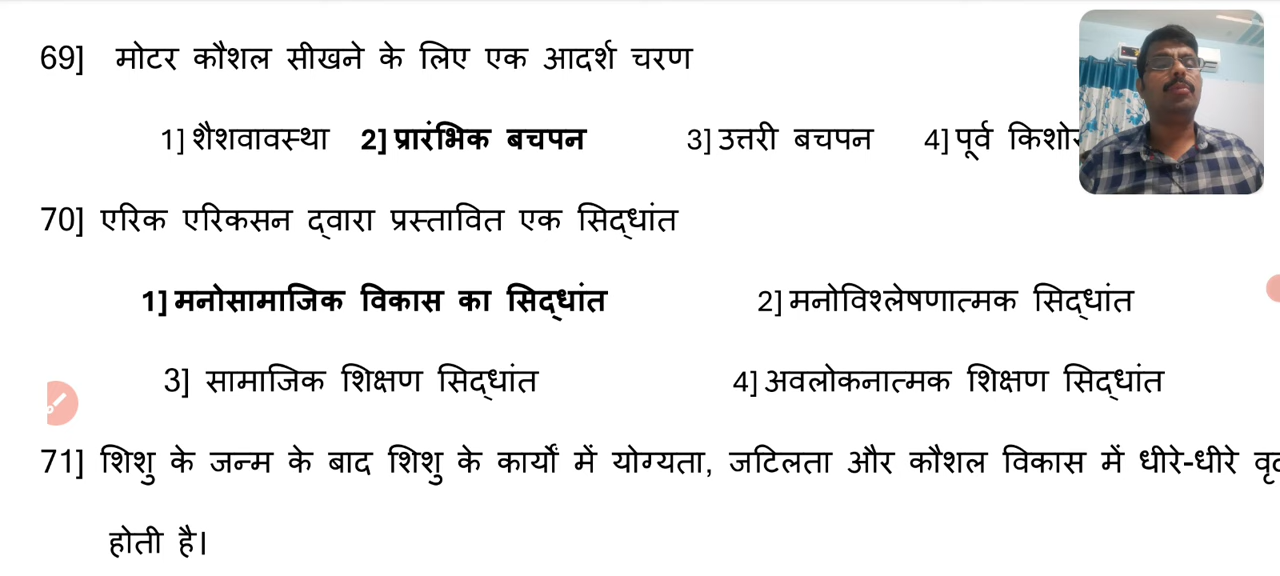 69] मोटर कौशल सीखने के लिए एक आदर्श चरण
1] शैशवावस्था 2] प्रारंभिक बचपन 3] उत्तरी बचपन 4] पूर्व
70] एरिक एरिकसन द्वारा प्रस्तावित एक सिद्धांत
1] मनोसामाजिक विकास का सिद्धांत 2] मनोविश्लेषणात्मक सिद्धांत
3] सामाजिक शिक्षण सिद्धांत 4] अवलोकनात्मक शिक्षण सिद्धांत
71] शिशु के जन्म के बाद शिशु के कार्यों में योग्यता, जटिलता और कौशल विकास में धीरे-धीरे
होती है।